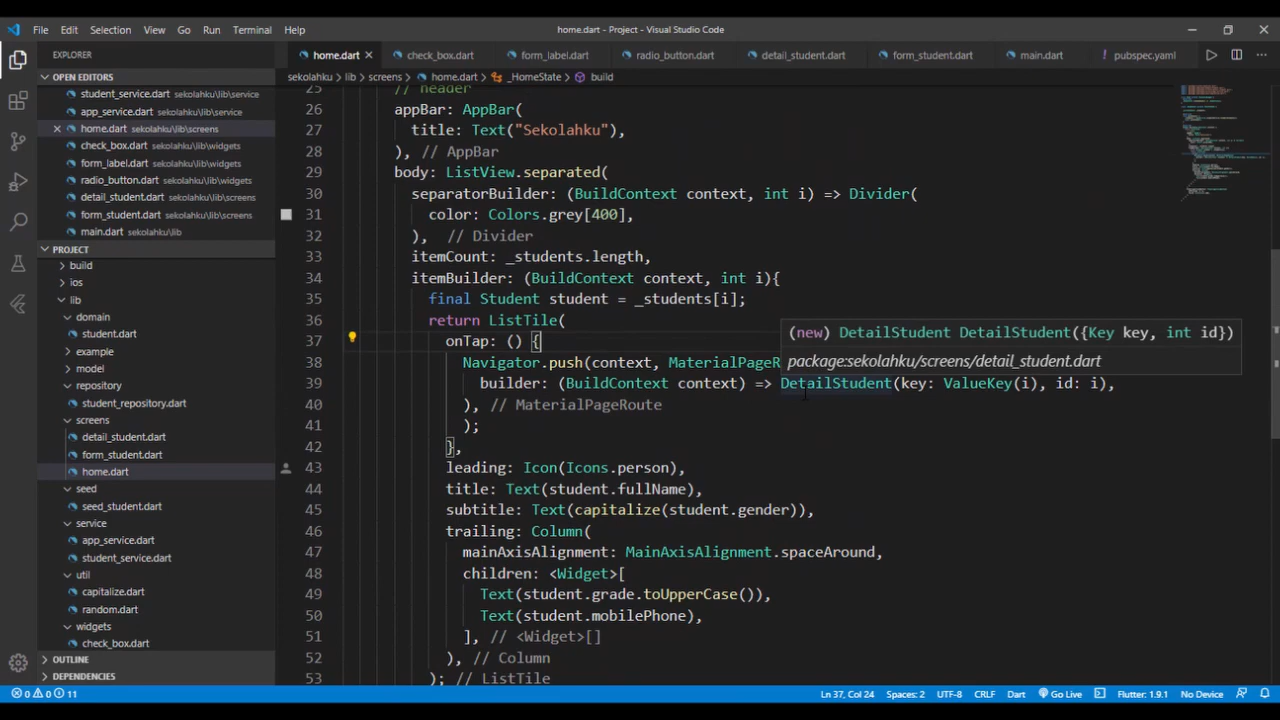 File Edit Selection View Go Run Terminal Help
home.dart - Project - Visual Studio Code
EXPLORER
home.dart check_box.dart form_label.dart radio_button.dart detail_student.dart form_student.dart main.dart pubspec.yaml
OPEN EDITORS
student_service.dart sekolahku\lib\service
app_service.dart sekolahku\lib\service
home.dart sekolahku\lib\screens
check_box.dart sekolahku\lib\widgets
form_label.dart sekolahku\lib\widgets
radio_button.dart sekolahku\lib\widgets
detail_student.dart sekolahku\lib\screens
form_student.dart sekolahku\lib\screens
main.dart sekolahku\lib
PROJECT
build
ios
lib
domain
student.dart
example
model
repository
student_repository.dart
screens
detail_student.dart
form_student.dart
home.dart
seed
seed_student.dart
service
app_service.dart
student_service.dart
util
capitalize.dart
random.dart
widgets
check_box.dart
OUTLINE
DEPENDENCIES
sekolahku > lib > screens > home.dart > _HomeState > build
25 // header
26 appBar: AppBar(
27 title: Text("Sekolahku"),
28 ), // AppBar
29 body: ListView.separated(
30 separatorBuilder: (BuildContext context, int i) => Divider(
31 color: Colors.grey[400],
32 ), // Divider
33 itemCount: _students.length,
34 itemBuilder: (BuildContext context, int i){
35 final Student student = _students[i];
36 return ListTile(
37 onTap: () {
(new) DetailStudent DetailStudent({Key key, int id})
package:sekolahku/screens/detail_student.dart
38 Navigator.push(context, MaterialPageR
39 builder: (BuildContext context) => DetailStudent(key: ValueKey(i), id: i),
40 ), // MaterialPageRoute
41 );
42 },
43 leading: Icon(Icons.person),
44 title: Text(student.fullName),
45 subtitle: Text(capitalize(student.gender)),
46 trailing: Column(
47 mainAxisAlignment: MainAxisAlignment.spaceAround,
48 children: <Widget>[
49 Text(student.grade.toUpperCase()),
50 Text(student.mobilePhone),
51 ], // <Widget>[]
52 ), // Column
53 ); // ListTile
0 0 11 Ln 37, Col 24 Spaces: 2 UTF-8 CRLF Dart Go Live Flutter: 1.9.1 No Device